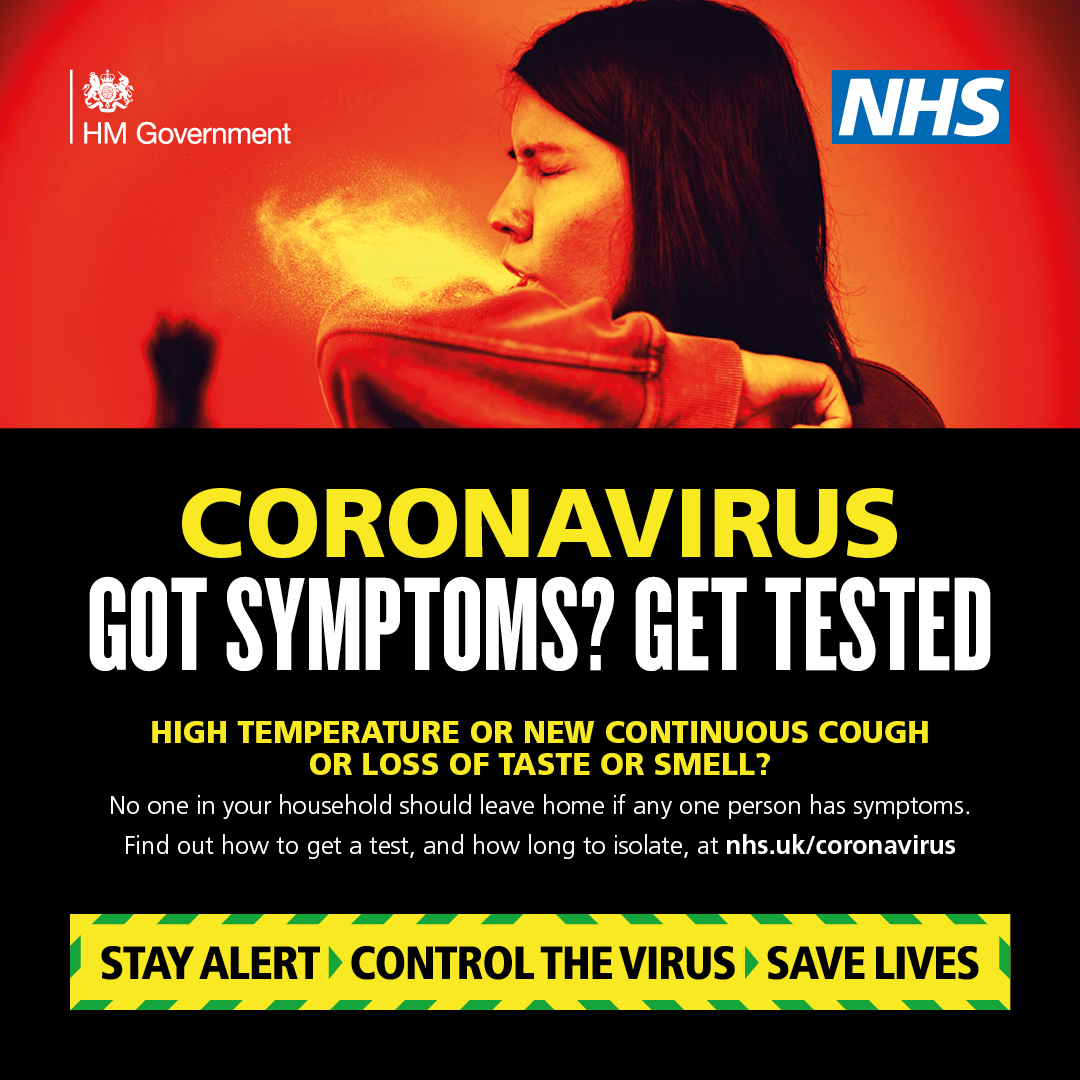 HM Government
NHS
CORONAVIRUS
GOT SYMPTOMS? GET TESTED
HIGH TEMPERATURE OR NEW CONTINUOUS COUGH
OR LOSS OF TASTE OR SMELL?
No one in your household should leave home if any one person has symptoms.
Find out how to get a test, and how long to isolate, at nhs.uk/coronavirus
STAY ALERT CONTROL THE VIRUS SAVE LIVES